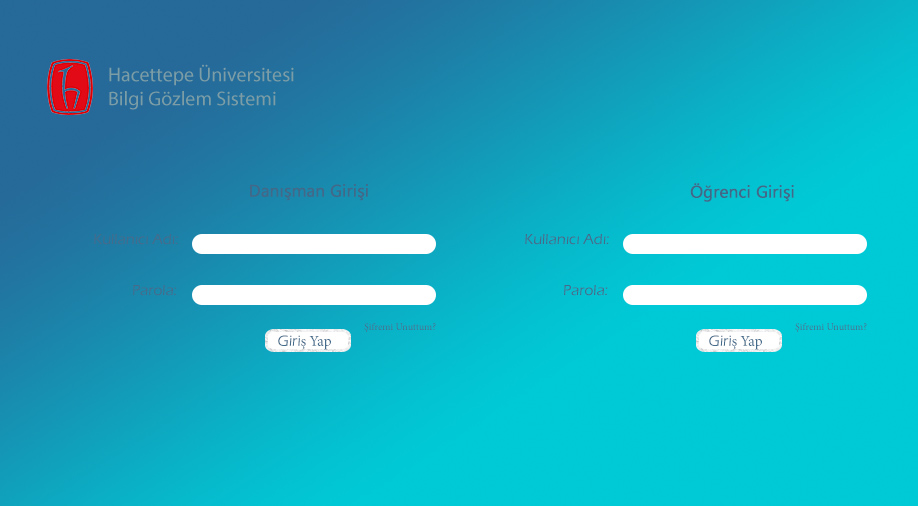 Hacettepe Üniversitesi
Bilgi Gözlem Sistemi
Danışman Girişi
Öğrenci Girişi
Kullanıcı Adı:
Kullanıcı Adı:
Parola:
Parola:
Şifremi Unuttum?
Şifremi Unuttum?
Giriş Yap
Giriş Yap